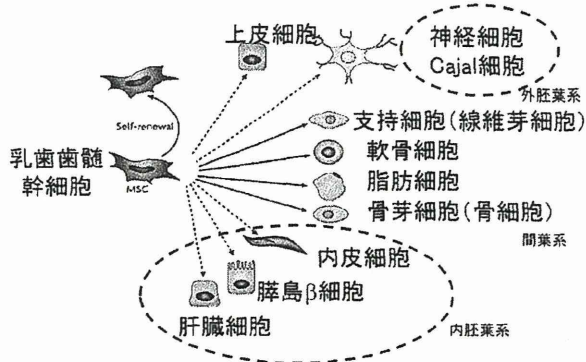 上皮細胞
神経細胞
Cajal細胞
外胚葉系
Self-renewal
支持細胞(線維芽細胞)
乳歯歯髄
幹細胞
MSC
軟骨細胞
脂肪細胞
骨芽細胞(骨細胞)
間葉系
内皮細胞
膵島β細胞
肝臓細胞
内胚葉系